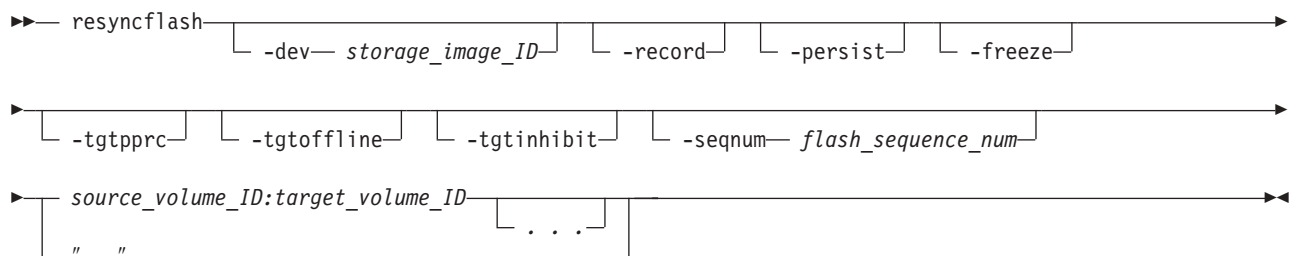 resyncflash -dev storage_image_ID -record -persist -freeze
-tgtpprc -tgtoffline -tgtinhibit -seqnum flash_sequence_num
source_volume_ID:target_volume_ID . . .
" "